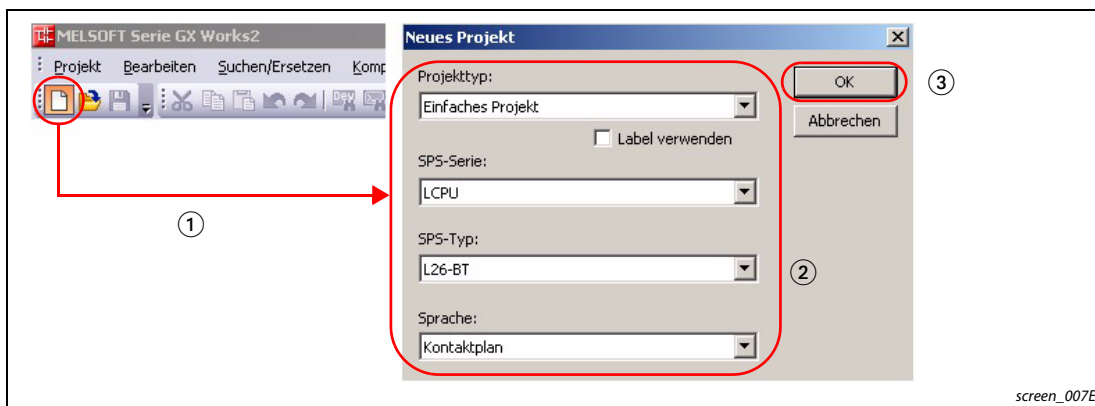 MELSOFT Serie GX Works2
Projekt Bearbeiten Suchen/Ersetzen Komp
Neues Projekt
Projekttyp:
Einfaches Projekt
Label verwenden
SPS-Serie:
LCPU
SPS-Typ:
L26-BT
Sprache:
Kontaktplan
OK
Abbrechen
①
②
③
screen_007E